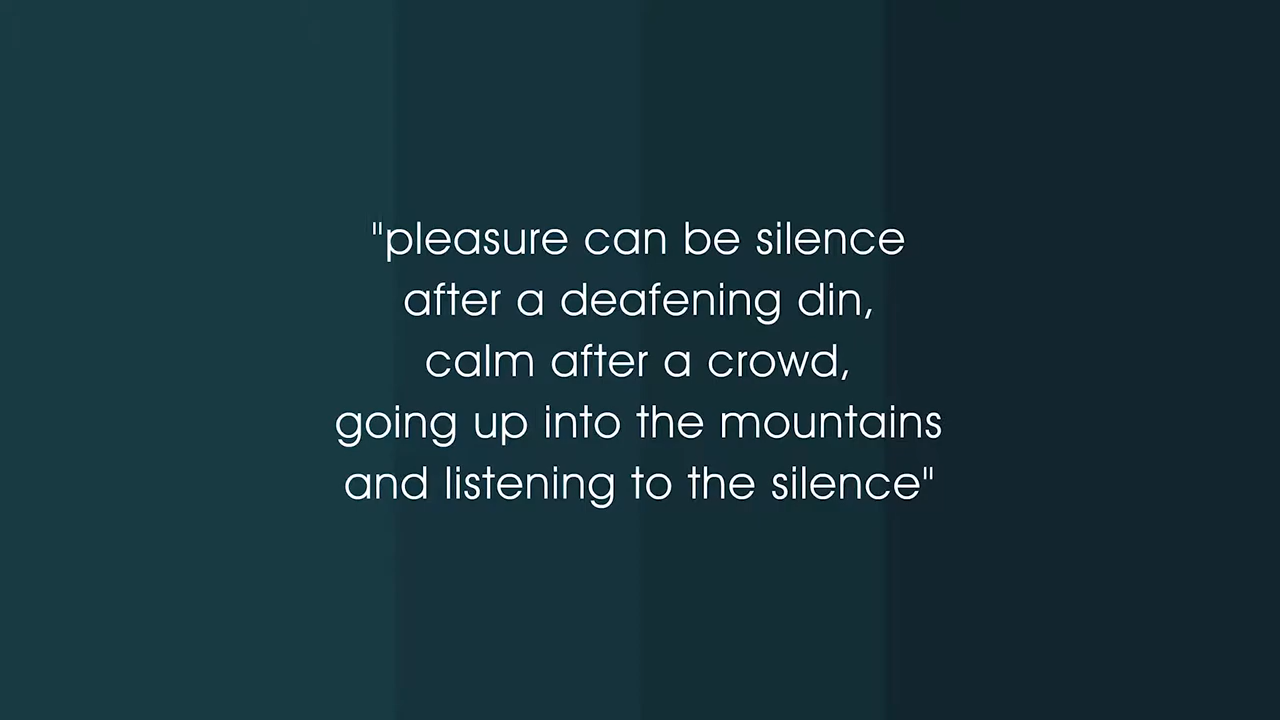 "pleasure can be silence
after a deafening din,
calm after a crowd,
going up into the mountains
and listening to the silence"